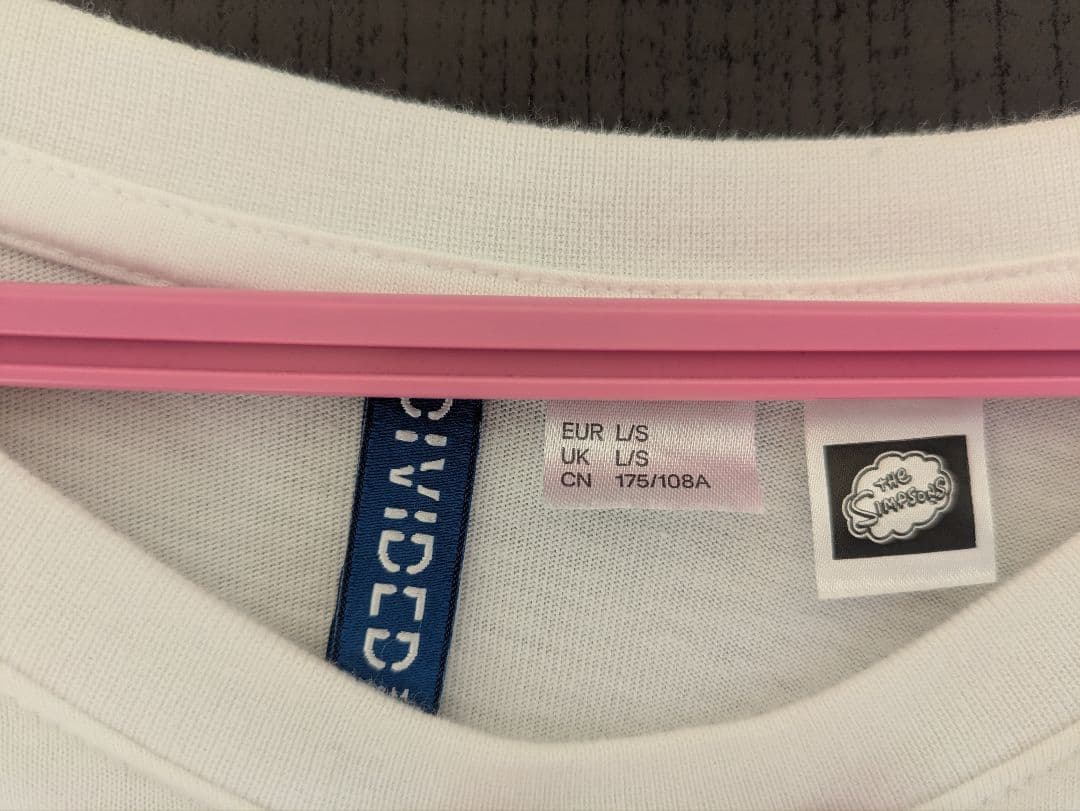 DIVIDED
EUR L/S
UK L/S
CN 175/108A
THE
SIMPSONS